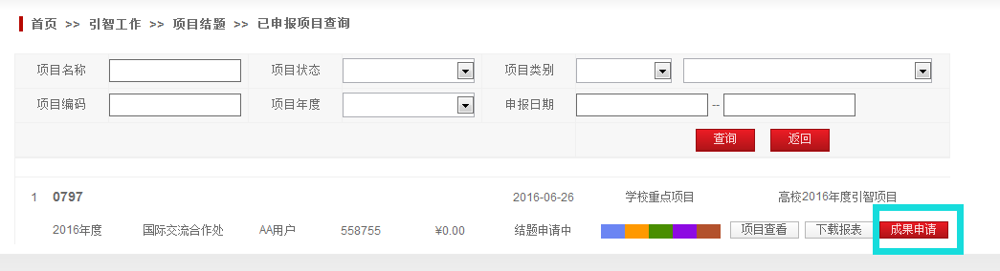 首页 >> 引智工作 >> 项目结题 >> 已申报项目查询
项目名称 项目状态 项目类别
项目编码 项目年度 申报日期 --
查询 返回
1 0797 2016-06-26 学校重点项目 高校2016年度引智项目
2016年度 国际交流合作处 AA用户 558755 ¥0.00 结题申请中 项目查看 下载报表 成果申请